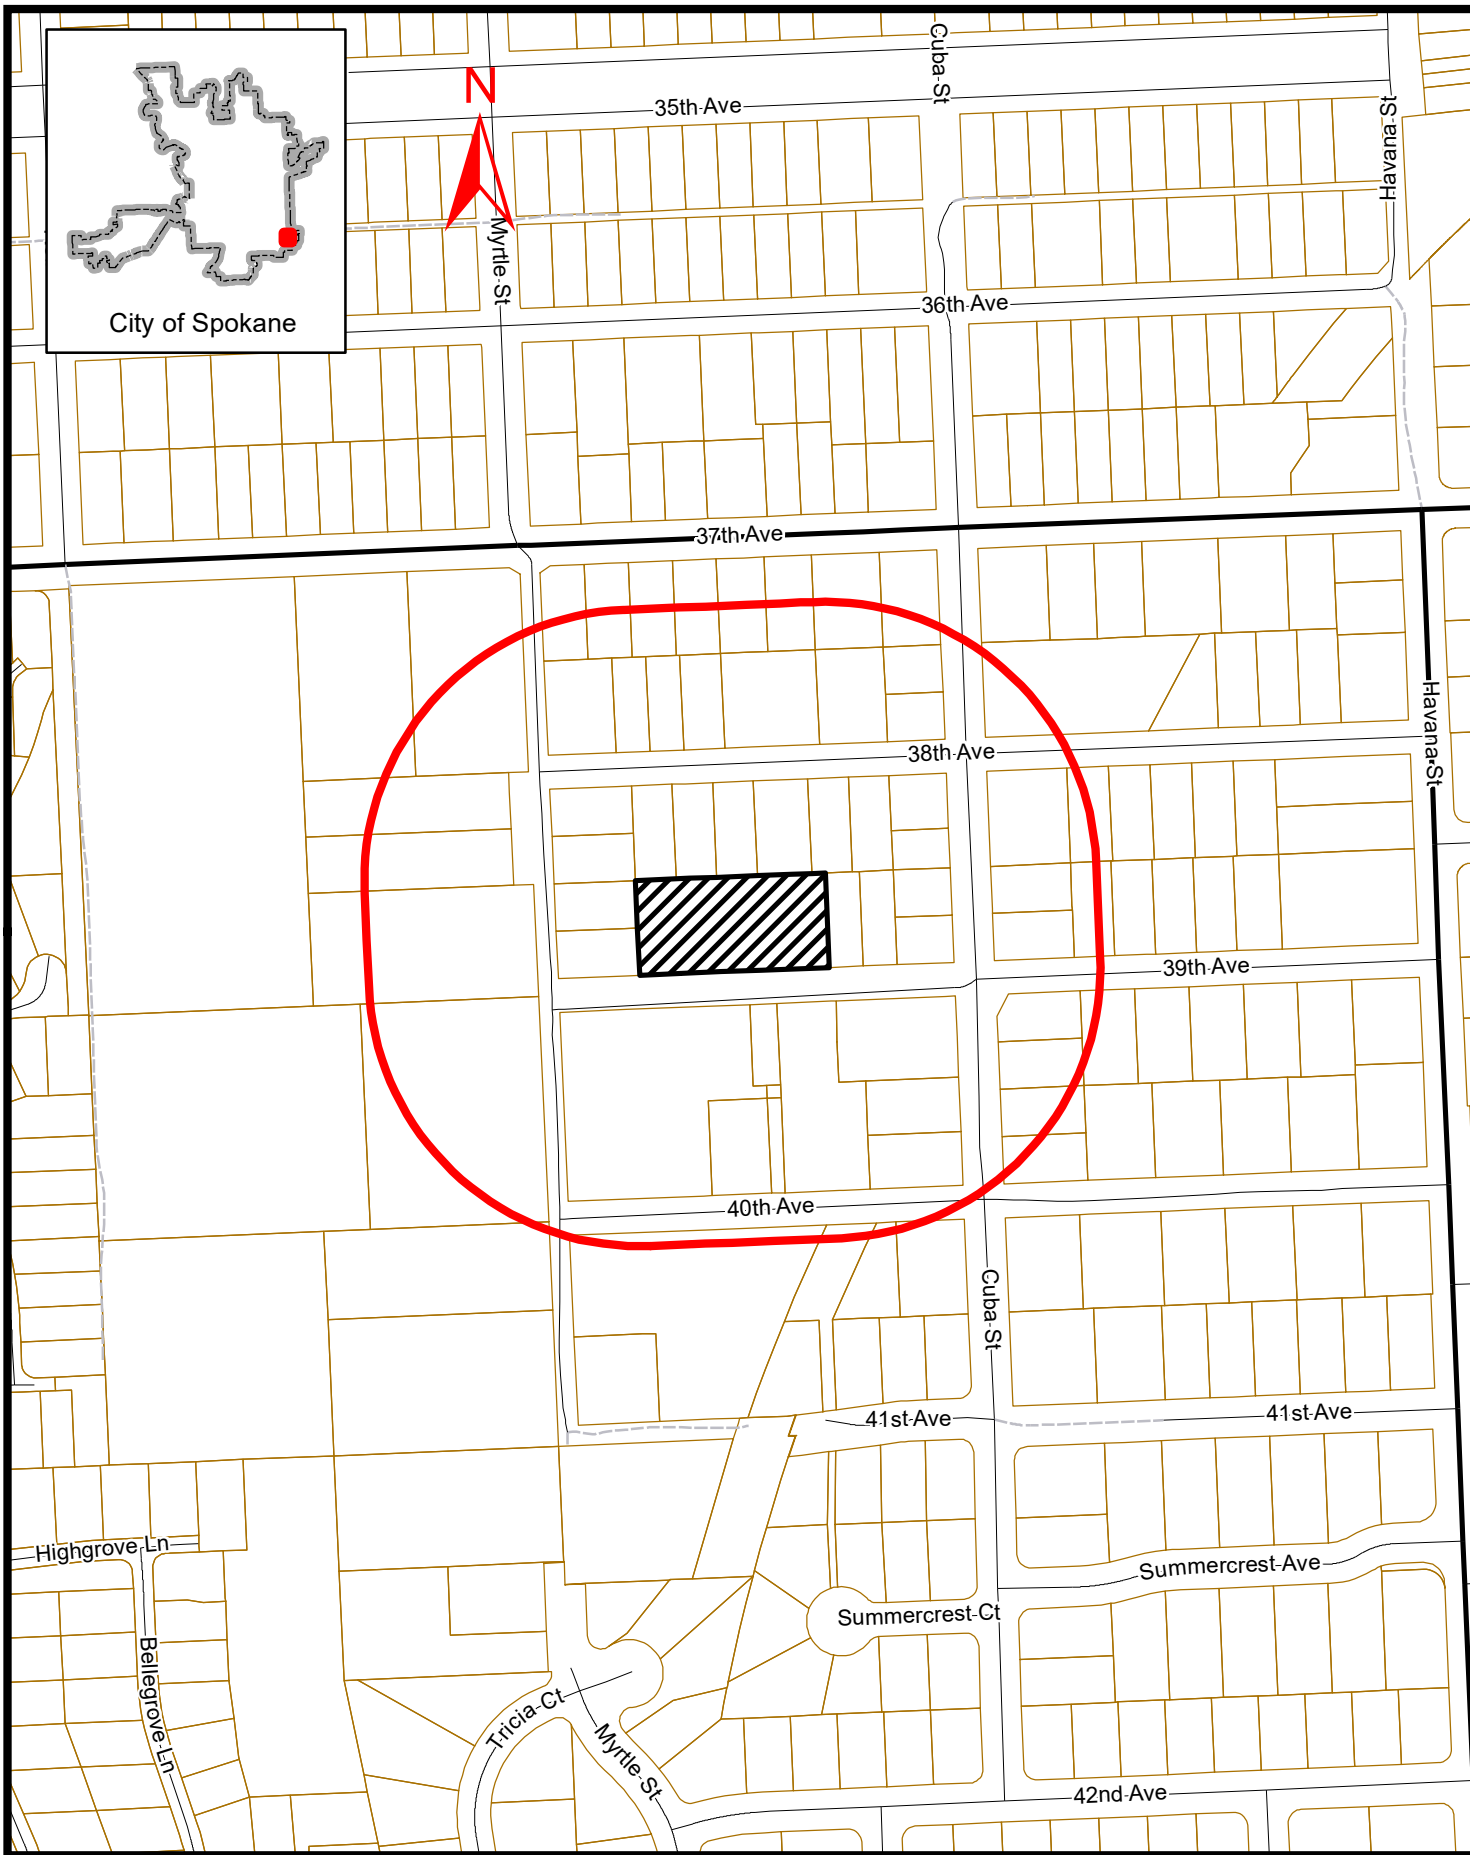 Cuba St
N
35th Ave
Havana St
Myrtle St
36th Ave
City of Spokane
37th Ave
Havana St
38th Ave
39th Ave
40th Ave
Cuba St
41st Ave
41st Ave
Highgrove Ln
Summercrest Ave
Summercrest Ct
Bellegrove Ln
Tricia Ct
Myrtle St
42nd Ave